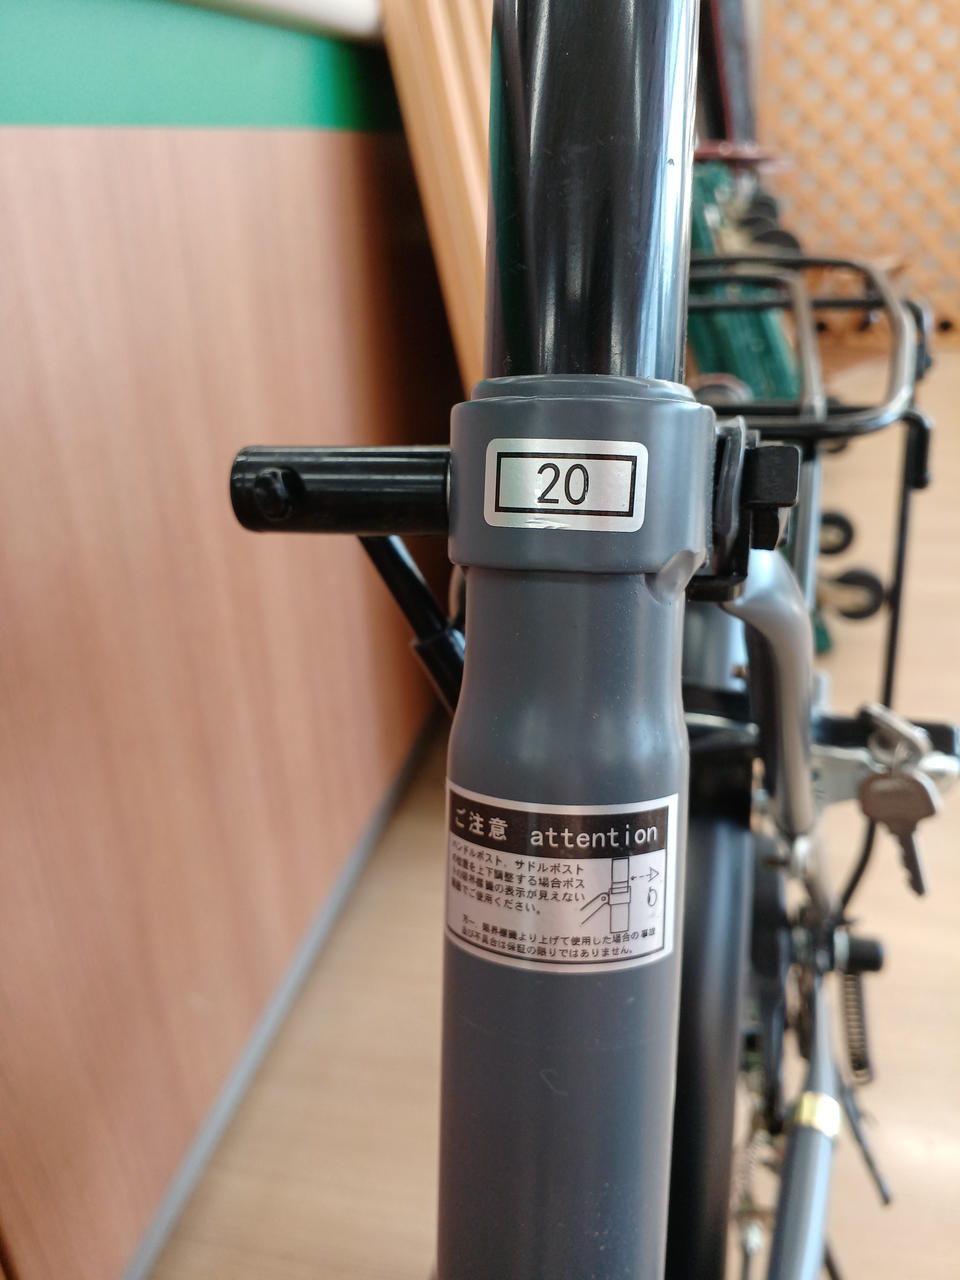 20
ご注意 attention
ハンドルポスト、サドルポスト
の位置を上下調整する場合ポス
トの限界標識の表示が見えない
範囲でご使用ください。
万一、限界標識より上げて使用した場合の事故
及び不具合は保証の限りではありません。